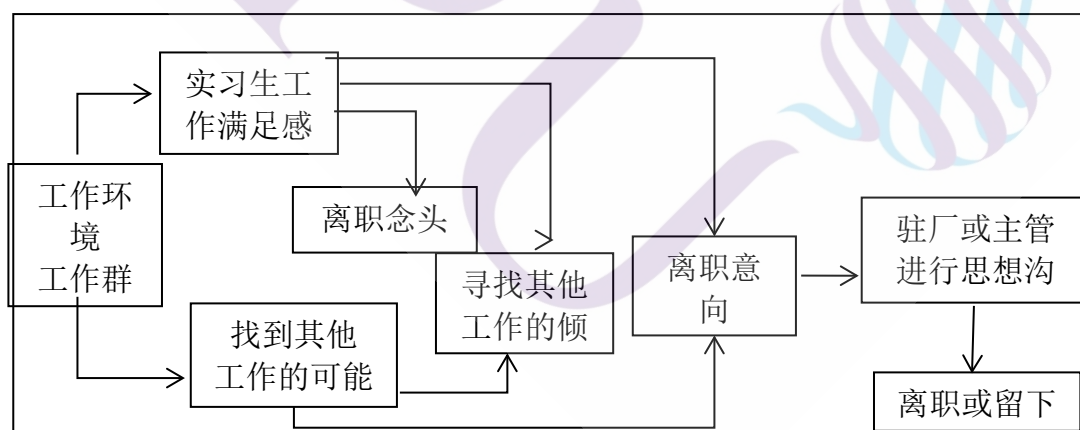 实习生工
作满足感
工作环
境
工作群
离职念头
寻找其他
工作的倾
找到其他
工作的可能
离职意
向
驻厂或主管
进行思想沟
离职或留下